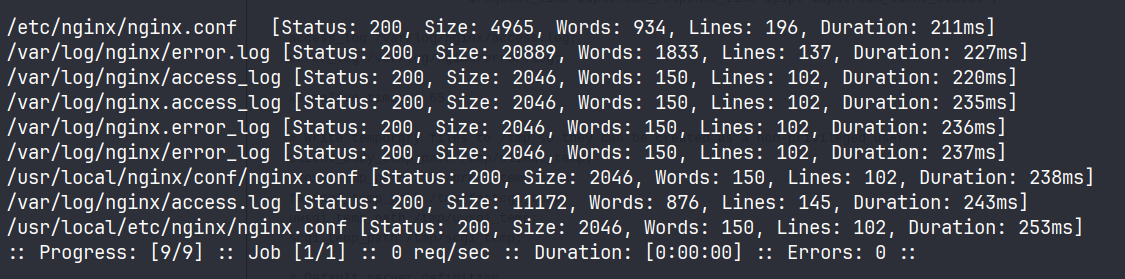 /etc/nginx/nginx.conf [Status: 200, Size: 4965, Words: 934, Lines: 196, Duration: 211ms]
/var/log/nginx/error.log [Status: 200, Size: 20889, Words: 1833, Lines: 137, Duration: 227ms]
/var/log/nginx/access_log [Status: 200, Size: 2046, Words: 150, Lines: 102, Duration: 220ms]
/var/log/nginx.access_log [Status: 200, Size: 2046, Words: 150, Lines: 102, Duration: 235ms]
/var/log/nginx.error_log [Status: 200, Size: 2046, Words: 150, Lines: 102, Duration: 236ms]
/var/log/nginx/error_log [Status: 200, Size: 2046, Words: 150, Lines: 102, Duration: 237ms]
/usr/local/nginx/conf/nginx.conf [Status: 200, Size: 2046, Words: 150, Lines: 102, Duration: 238ms]
/var/log/nginx/access.log [Status: 200, Size: 11172, Words: 876, Lines: 145, Duration: 243ms]
/usr/local/etc/nginx/nginx.conf [Status: 200, Size: 2046, Words: 150, Lines: 102, Duration: 253ms]
:: Progress: [9/9] :: Job [1/1] :: 0 req/sec :: Duration: [0:00:00] :: Errors: 0 ::